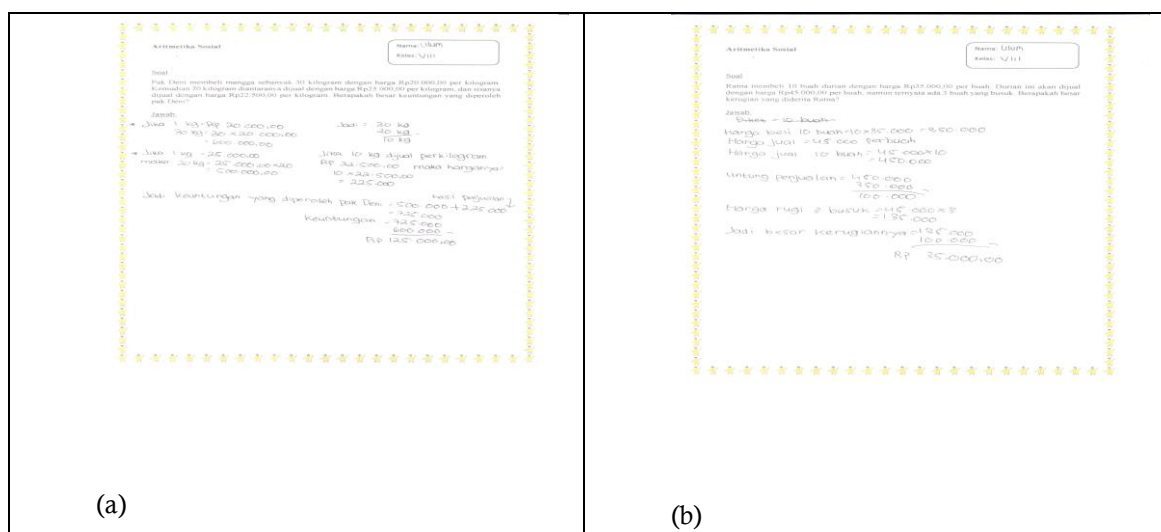 Aritmetika Sosial
Nama: Ulum
Kelas: VIII
Soal
Pak Deni membeli mangga sebanyak 30 kilogram dengan harga Rp20.000,00 per kilogram.
Kemudian 20 kilogram diantaranya dijual dengan harga Rp25.000,00 per kilogram, dan sisanya
dijual dengan harga Rp22.500,00 per kilogram. Berapakah besar keuntungan yang diperoleh
pak Deni?
Jawab:
Jika 1 kg = Rp 20.000,00
30 kg = 30 x 20.000,00
= 600.000,00
Jadi = 30 kg
20 kg
10 kg
Jika 1 kg = 25.000,00
maka 20 kg = 25.000,00 x 20
= 500.000,00
Jika 10 kg dijual perkilogram
Rp 22.500,00 maka harganya =
10 x 22.500,00
= 225.000
Jadi keuntungan yang diperoleh pak Deni = 500.000 + 225.000
hasil penjualan
= 725.000
Keuntungan = 725.000
600.000 -
Rp 125.000,00
(a)
Aritmetika Sosial
Nama: Ulum
Kelas: VIII
Soal
Ratna membeli 10 buah durian dengan harga Rp35.000,00 per buah. Durian ini akan dijual
dengan harga Rp45.000,00 per buah, namun ternyata ada 3 buah yang busuk. Berapakah besar
kerugian yang diderita Ratna?
Jawab:
Harga beli 10 buah = 10 x 35.000 = 350.000
Harga jual = 45.000 perbuah
Harga jual 10 buah = 45.000 x 10
= 450.000
Untung penjualan = 450.000
350.000 -
100.000
Harga rugi 3 busuk = 45.000 x 3
= 135.000
Jadi besar kerugiannya = 135.000
100.000 -
Rp 35.000,00
(b)